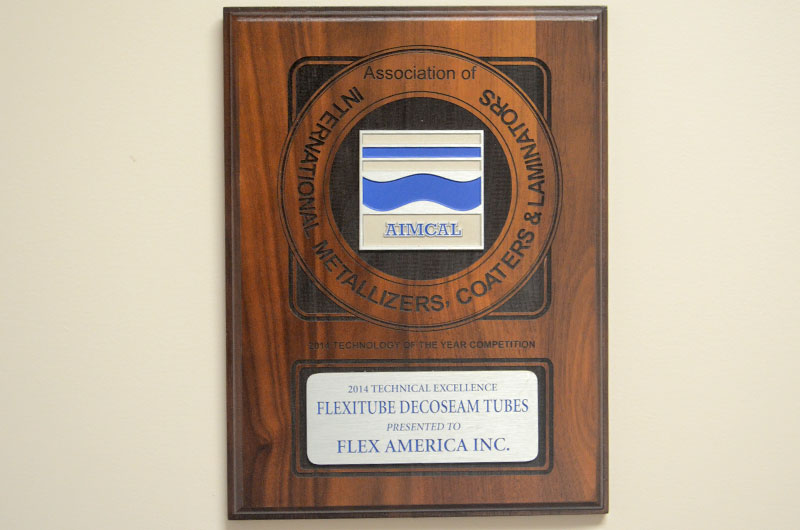 Association of
INTERNATIONAL METALLIZERS, COATERS & LAMINATORS
AIMCAL
2014 TECHNOLOGY OF THE YEAR COMPETITION
2014 TECHNICAL EXCELLENCE
FLEXITUBE DECOSEAM TUBES
PRESENTED TO
FLEX AMERICA INC.